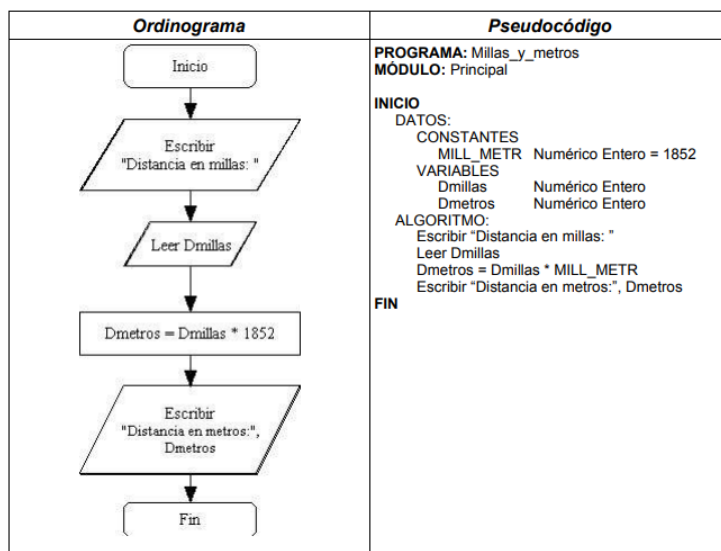 Ordinograma
Inicio
Escribir
"Distancia en millas: "
Leer Dmillas
Dmetros = Dmillas * 1852
Escribir
"Distancia en metros:",
Dmetros
Fin
Pseudocódigo
PROGRAMA: Millas_y_metros
MÓDULO: Principal
INICIO
DATOS:
CONSTANTES
MILL_METR Numérico Entero = 1852
VARIABLES
Dmillas Numérico Entero
Dmetros Numérico Entero
ALGORITMO:
Escribir “Distancia en millas: ”
Leer Dmillas
Dmetros = Dmillas * MILL_METR
Escribir “Distancia en metros:”, Dmetros
FIN